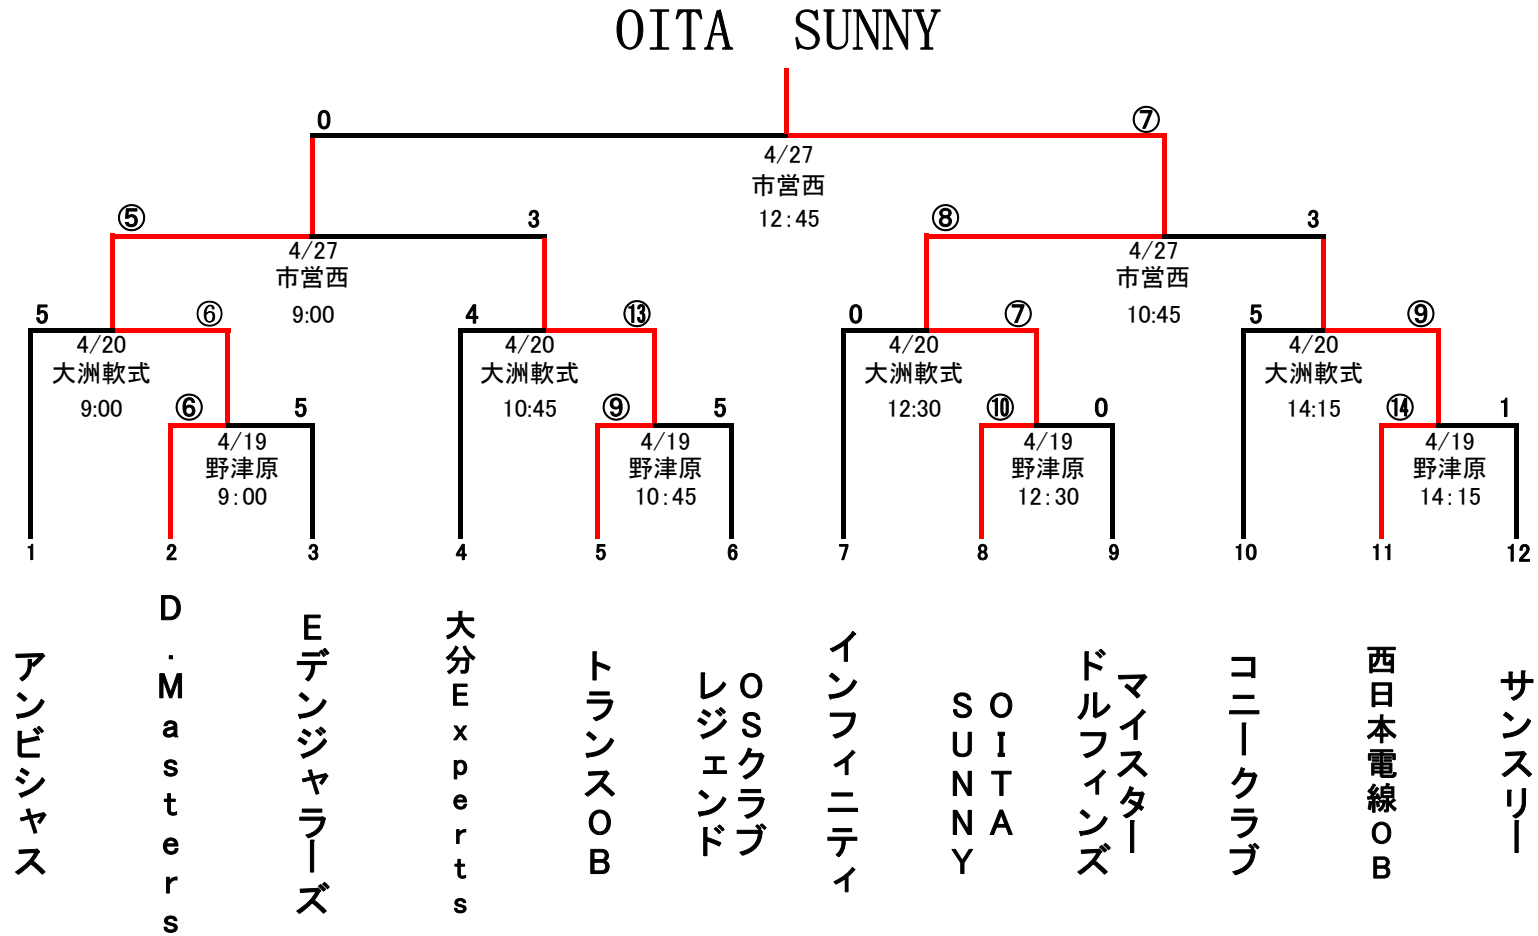 OITA　SUNNY
0
⑦
4/27
市営西
12:45
⑤
3
⑧
3
4/27
市営西
9:00
4/27
市営西
10:45
5
⑥
4
⑬
0
⑦
5
⑨
4/20
大洲軟式
9:00
4/20
大洲軟式
10:45
4/20
大洲軟式
12:30
4/20
大洲軟式
14:15
⑥
5
⑨
5
⑩
0
⑭
1
4/19
野津原
9:00
4/19
野津原
10:45
4/19
野津原
12:30
4/19
野津原
14:15
1
2
3
4
5
6
7
8
9
10
11
12
アンビシャス
D.Masters
Eデンジャラーズ
大分Experts
トランスOB
OSクラブ
レジェンド
インフィニティ
OITA
SUNNY
マイスター
ドルフィンズ
コニークラブ
西日本電線OB
サンスリー